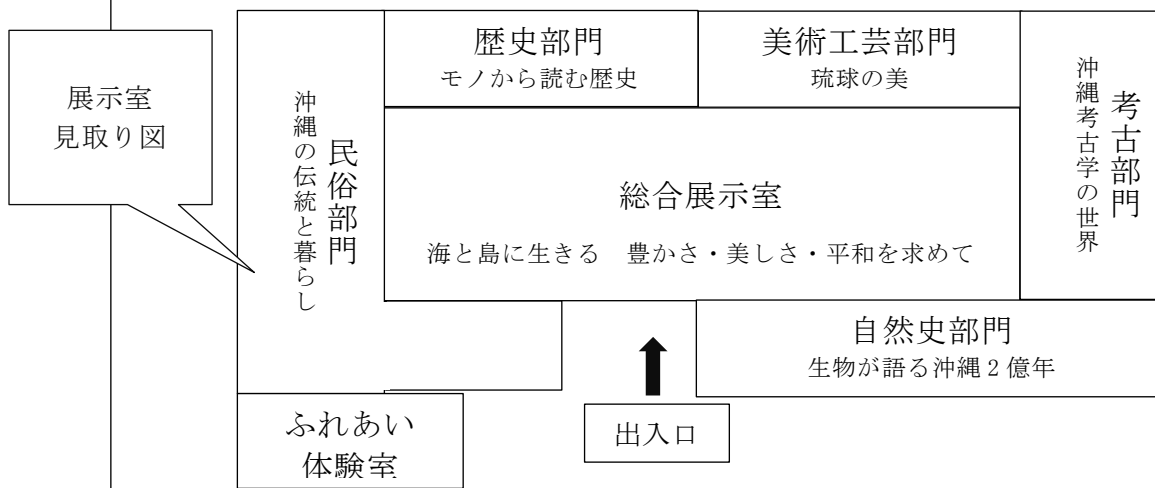 展示室
見取り図
民俗部門
沖縄の伝統と暮らし
歴史部門
モノから読む歴史
美術工芸部門
琉球の美
考古部門
沖縄考古学の世界
総合展示室
海と島に生きる　豊かさ・美しさ・平和を求めて
自然史部門
生物が語る沖縄２億年
ふれあい
体験室
出入口